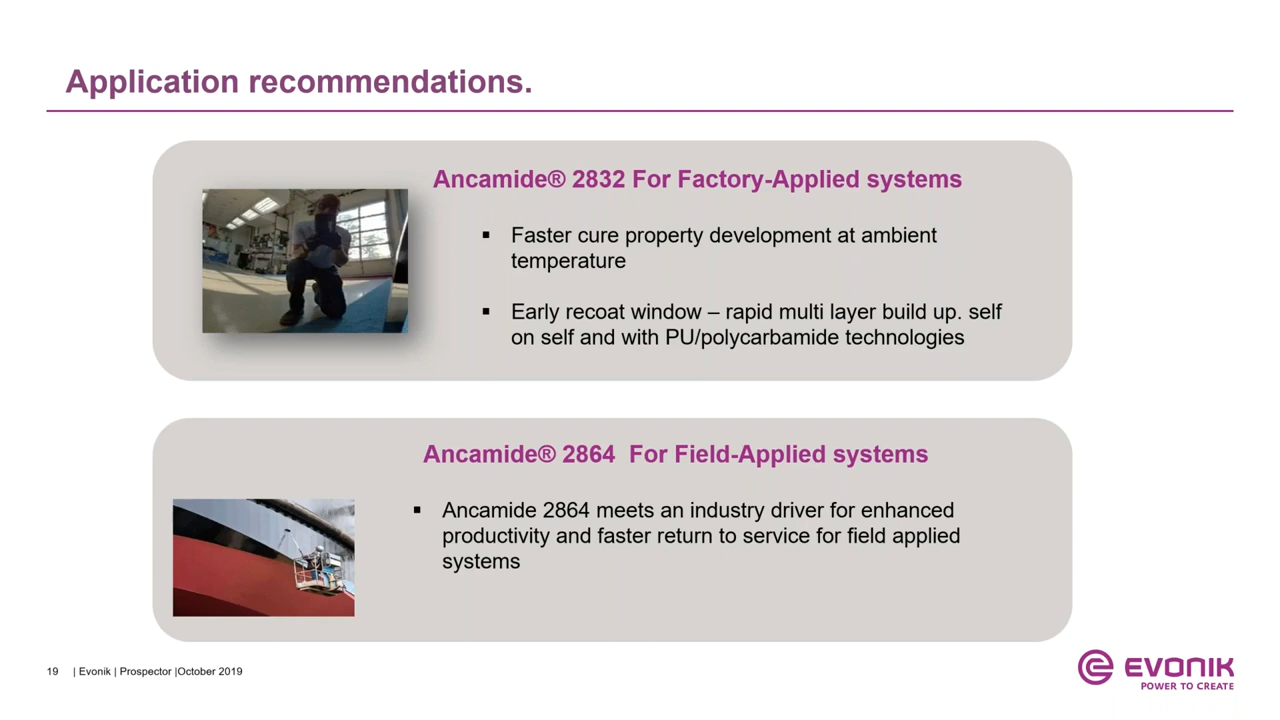 Application recommendations.
Ancamide® 2832 For Factory-Applied systems
▪ Faster cure property development at ambient
temperature
▪ Early recoat window – rapid multi layer build up. self
on self and with PU/polycarbamide technologies
Ancamide® 2864  For Field-Applied systems
▪ Ancamide 2864 meets an industry driver for enhanced
productivity and faster return to service for field applied
systems
19 | Evonik | Prospector |October 2019
EVONIK
POWER TO CREATE